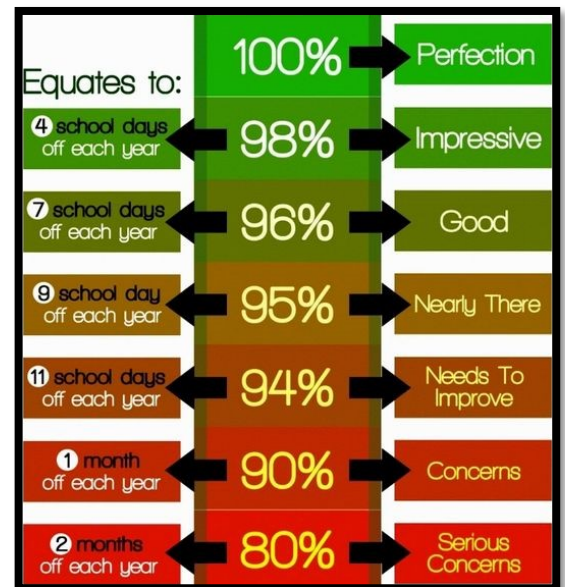 100%
Perfection
Equates to:
4 school days
off each year
98%
Impressive
7 school days
off each year
96%
Good
9 school day
off each year
95%
Nearly There
11 school days
off each year
94%
Needs To
Improve
1 month
off each year
90%
Concerns
2 months
off each year
80%
Serious
Concerns